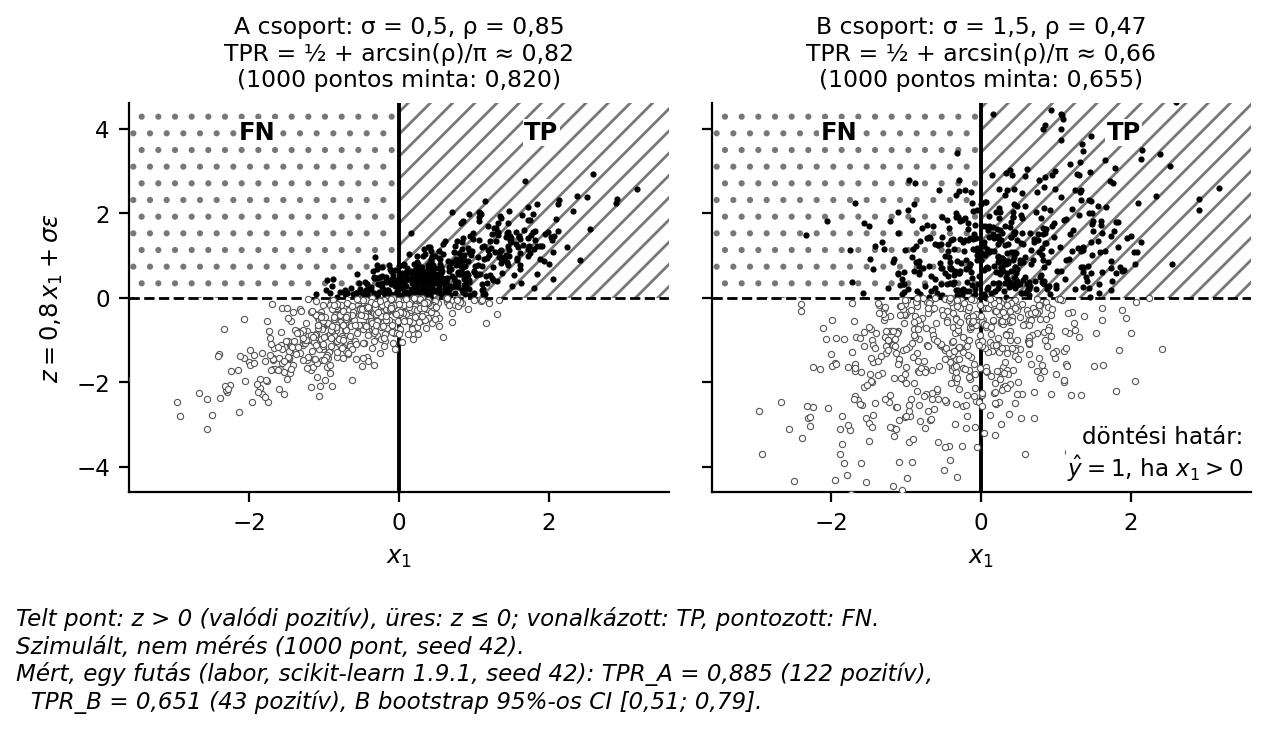 A csoport: σ = 0,5, ρ = 0,85
TPR = ½ + arcsin(ρ)/π ≈ 0,82
(1000 pontos minta: 0,820)
B csoport: σ = 1,5, ρ = 0,47
TPR = ½ + arcsin(ρ)/π ≈ 0,66
(1000 pontos minta: 0,655)
FN
TP
FN
TP
4
2
0
−2
−4
z = 0,8 x₁ + σε
döntési határ:
ŷ = 1, ha x₁ > 0
−2
0
2
−2
0
2
x₁
x₁
Telt pont: z > 0 (valódi pozitív), üres: z ≤ 0; vonalkázott: TP, pontozott: FN.
Szimulált, nem mérés (1000 pont, seed 42).
Mért, egy futás (labor, scikit-learn 1.9.1, seed 42): TPR_A = 0,885 (122 pozitív),
TPR_B = 0,651 (43 pozitív), B bootstrap 95%-os CI [0,51; 0,79].